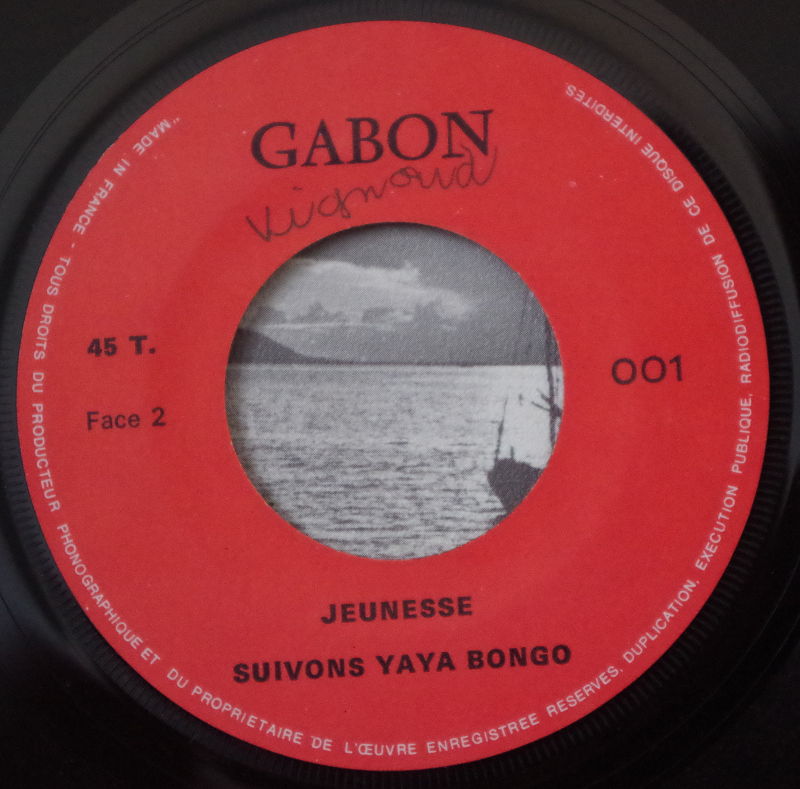 GABON
Vignoud
45 T.
Face 2
001
JEUNESSE
SUIVONS YAYA BONGO
"MADE IN FRANCE - TOUS DROITS DU PRODUCTEUR PHONOGRAPHIQUE ET DU PROPRIETAIRE DE L'ŒUVRE ENREGISTREE RESERVES. DUPLICATION, EXECUTION PUBLIQUE, RADIODIFFUSION DE CE DISQUE INTERDITES.